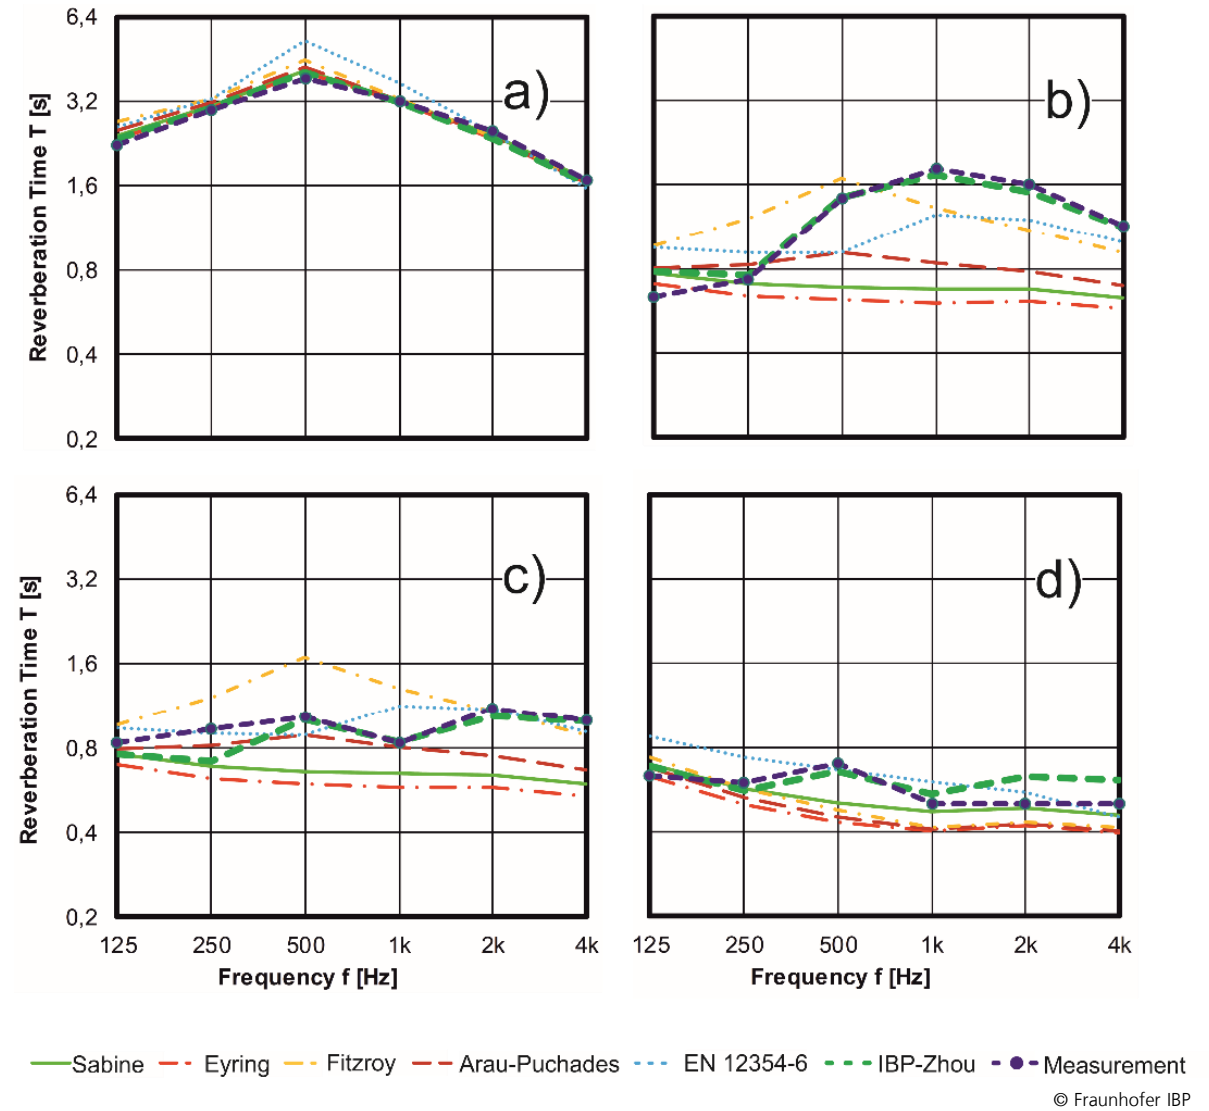 6,4
3,2
1,6
0,8
0,4
0,2
Reverberation Time T [s]
a)
b)
6,4
3,2
1,6
0,8
0,4
0,2
Reverberation Time T [s]
c)
d)
125 250 500 1k 2k 4k
Frequency f [Hz]
125 250 500 1k 2k 4k
Frequency f [Hz]
Sabine Eyring Fitzroy Arau-Puchades EN 12354-6 IBP-Zhou Measurement
© Fraunhofer IBP